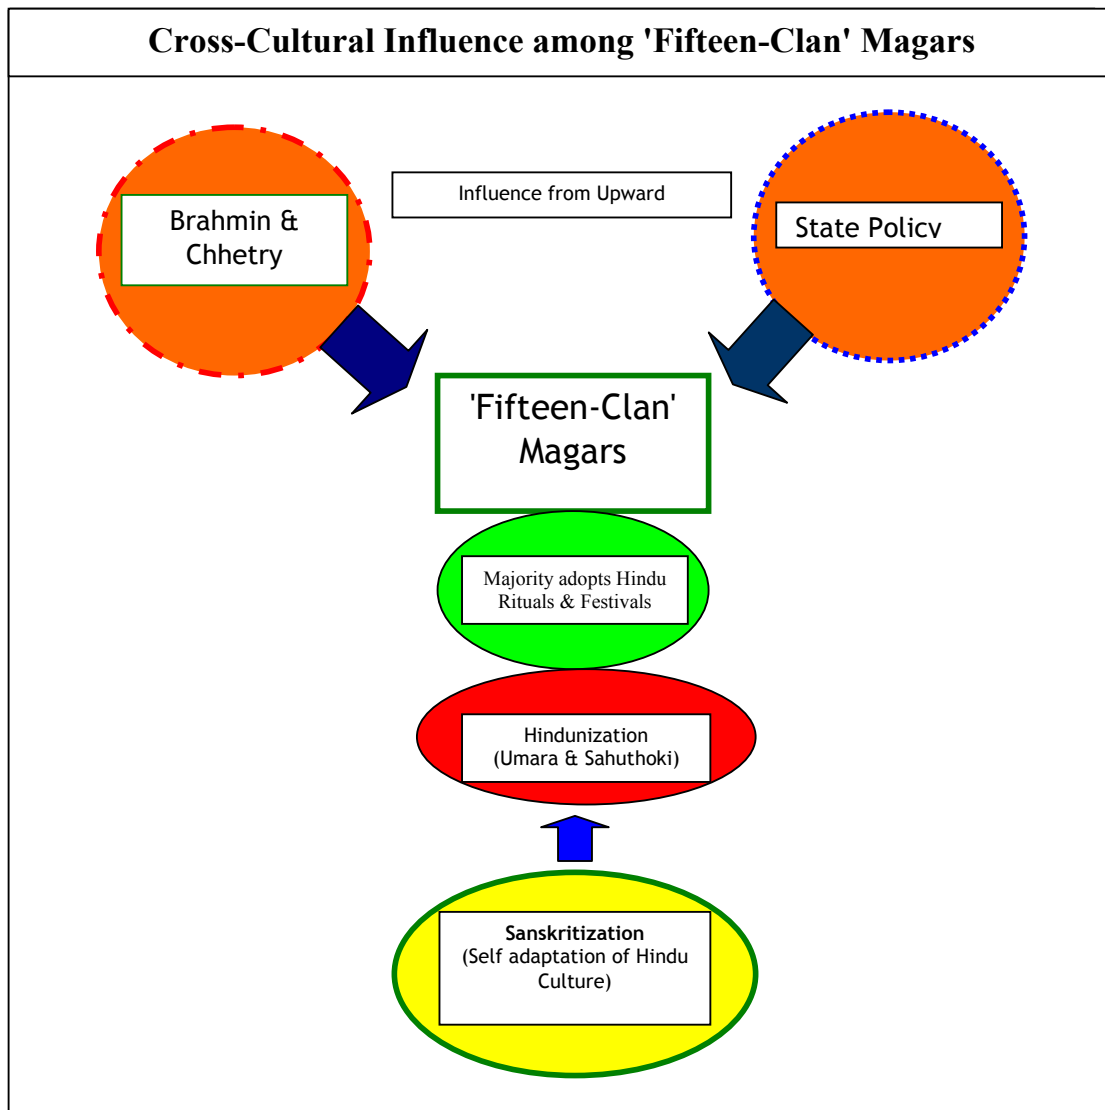 Cross-Cultural Influence among 'Fifteen-Clan' Magars
Brahmin &
Chhetry
Influence from Upward
State Policy
'Fifteen-Clan'
Magars
Majority adopts Hindu
Rituals & Festivals
Hindunization
(Umara & Sahuthoki)
Sanskritization
(Self adaptation of Hindu
Culture)